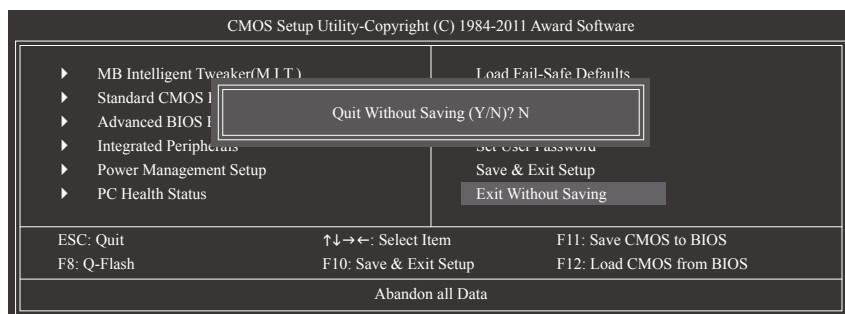 CMOS Setup Utility-Copyright (C) 1984-2011 Award Software
MB Intelligent Tweaker(M.I.T.)
Standard CMOS
Advanced BIOS
Integrated Peripherals
Power Management Setup
PC Health Status
Load Fail-Safe Defaults
Set User Password
Save & Exit Setup
Exit Without Saving
Quit Without Saving (Y/N)? N
ESC: Quit
↑↓→←: Select Item
F11: Save CMOS to BIOS
F8: Q-Flash
F10: Save & Exit Setup
F12: Load CMOS from BIOS
Abandon all Data